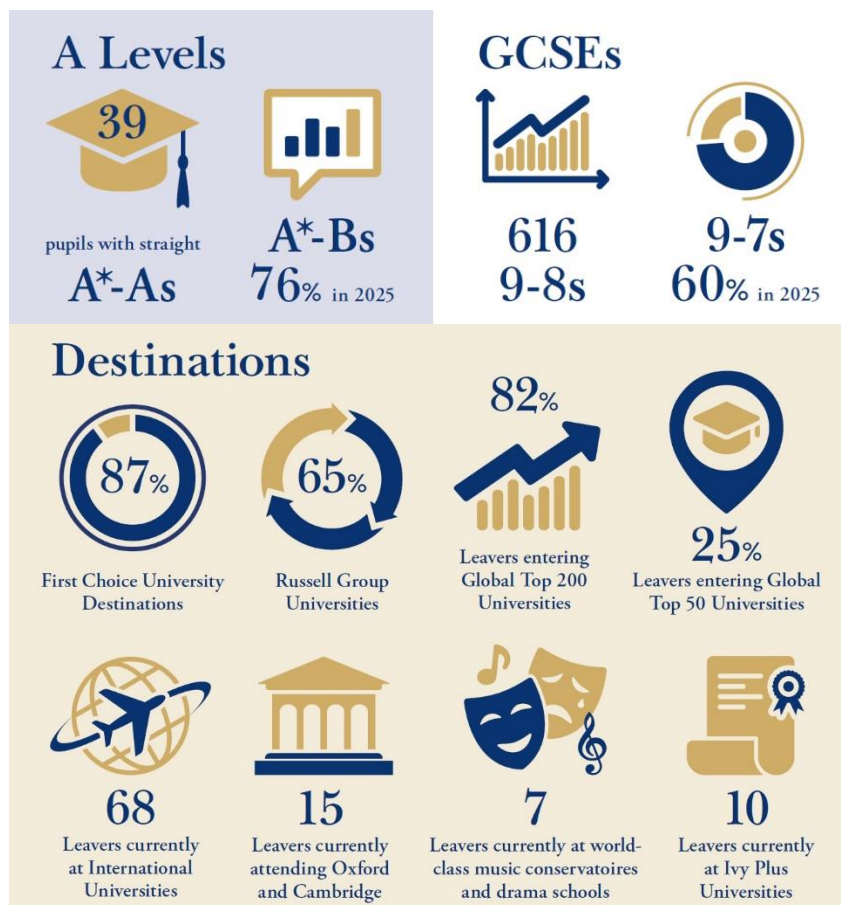 A Levels
39
pupils with straight
A*-As
A*-Bs
76% in 2025
GCSEs
616
9-8s
9-7s
60% in 2025
Destinations
87%
First Choice University
Destinations
65%
Russell Group
Universities
82%
Leavers entering
Global Top 200
Universities
25%
Leavers entering Global
Top 50 Universities
68
Leavers currently
at International
Universities
15
Leavers currently
attending Oxford
and Cambridge
7
Leavers currently at world-
class music conservatoires
and drama schools
10
Leavers currently
at Ivy Plus
Universities